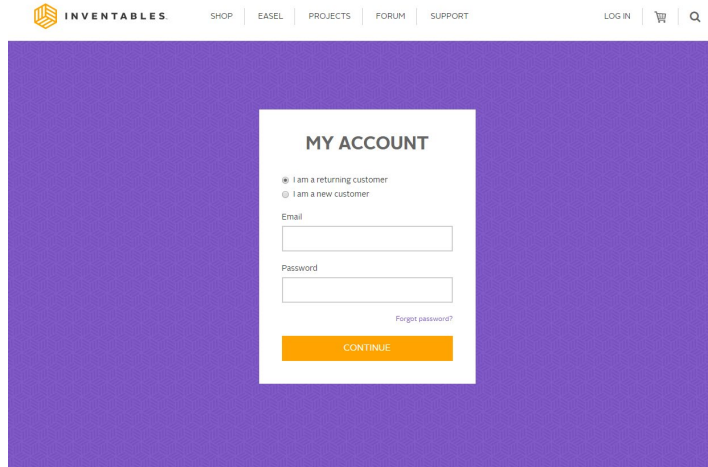 INVENTABLES.
SHOP EASEL PROJECTS FORUM SUPPORT LOG IN
MY ACCOUNT
I am a returning customer
I am a new customer
Email
Password
Forgot password?
CONTINUE